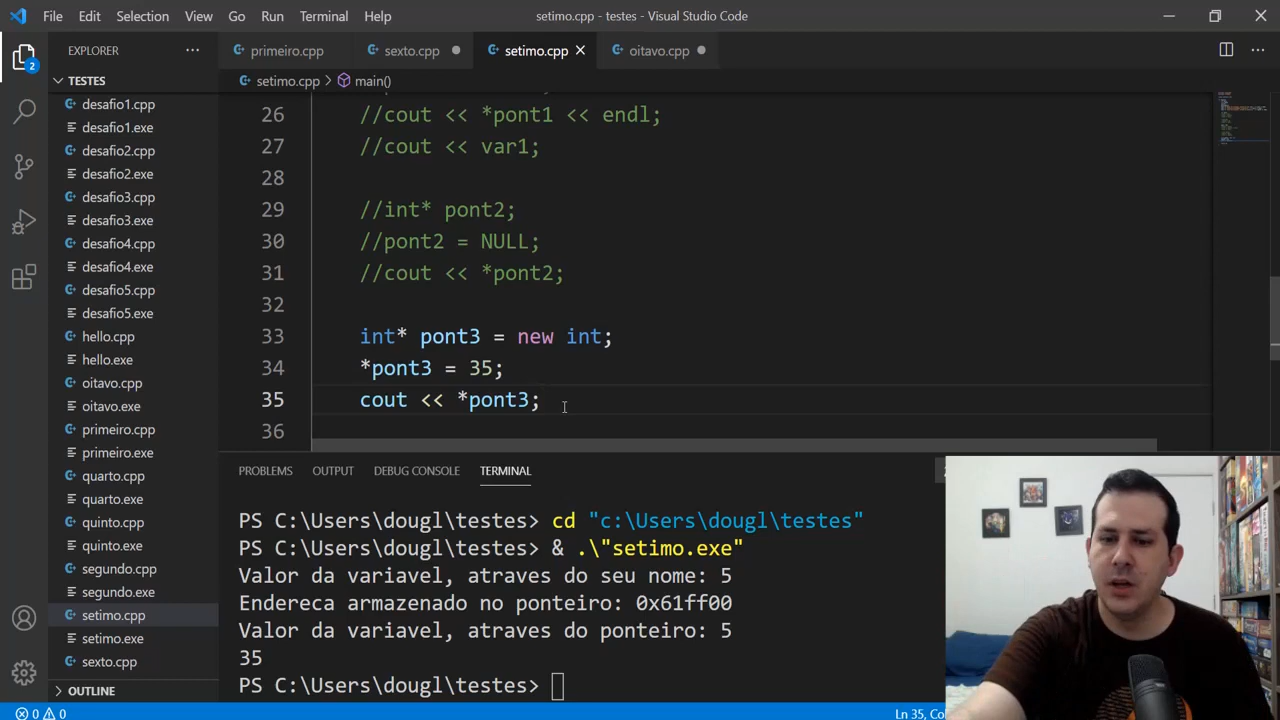 File Edit Selection View Go Run Terminal Help setimo.cpp - testes - Visual Studio Code
EXPLORER ··· primeiro.cpp sexto.cpp setimo.cpp oitavo.cpp
TESTES setimo.cpp > main()
desafio1.cpp
desafio1.exe
desafio2.cpp
desafio2.exe
desafio3.cpp
desafio3.exe
desafio4.cpp
desafio4.exe
desafio5.cpp
desafio5.exe
hello.cpp
hello.exe
oitavo.cpp
oitavo.exe
primeiro.cpp
primeiro.exe
quarto.cpp
quarto.exe
quinto.cpp
quinto.exe
segundo.cpp
segundo.exe
setimo.cpp
setimo.exe
sexto.cpp
OUTLINE
2
26 //cout << *pont1 << endl;
27 //cout << var1;
28
29 //int* pont2;
30 //pont2 = NULL;
31 //cout << *pont2;
32
33 int* pont3 = new int;
34 *pont3 = 35;
35 cout << *pont3;
36
PROBLEMS OUTPUT DEBUG CONSOLE TERMINAL
PS C:\Users\dougl\testes> cd "c:\Users\dougl\testes"
PS C:\Users\dougl\testes> & .\"setimo.exe"
Valor da variavel, atraves do seu nome: 5
Endereca armazenado no ponteiro: 0x61ff00
Valor da variavel, atraves do ponteiro: 5
35
PS C:\Users\dougl\testes>
0 0 Ln 35,